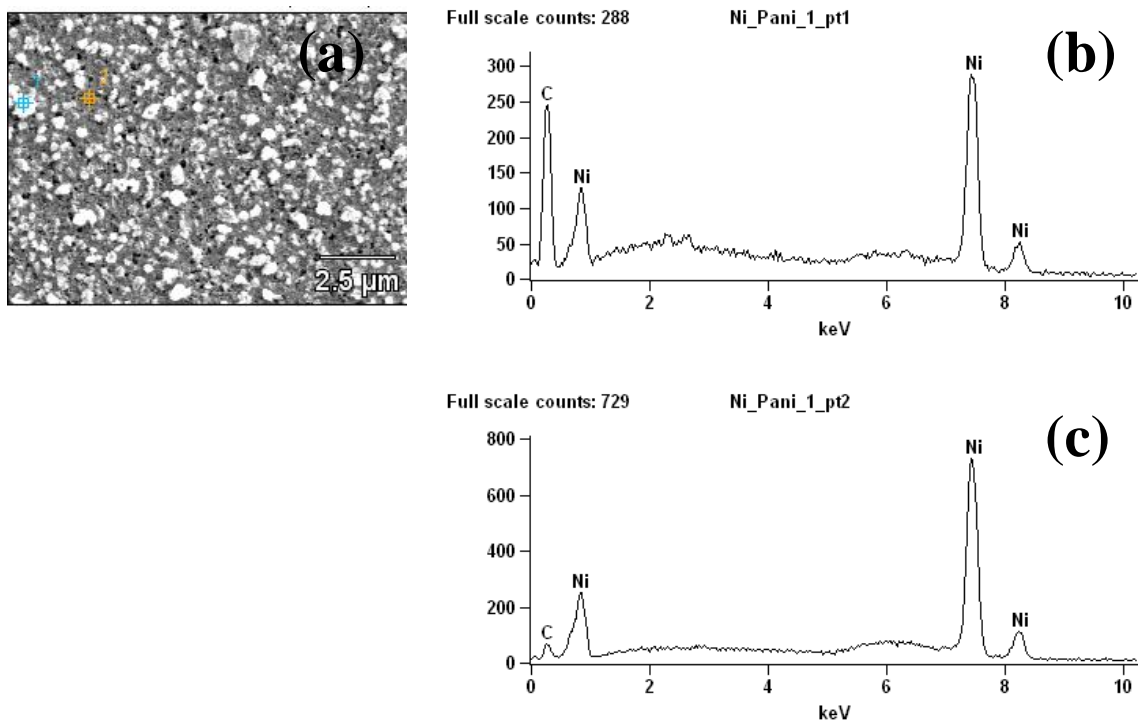 (a)
2.5 µm
Full scale counts: 288 Ni_Pani_1_pt1
(b)
300
250
200
150
100
50
0
C
Ni
Ni
Ni
0 2 4 6 8 10
keV
Full scale counts: 729 Ni_Pani_1_pt2
(c)
800
600
400
200
0
C
Ni
Ni
Ni
0 2 4 6 8 10
keV